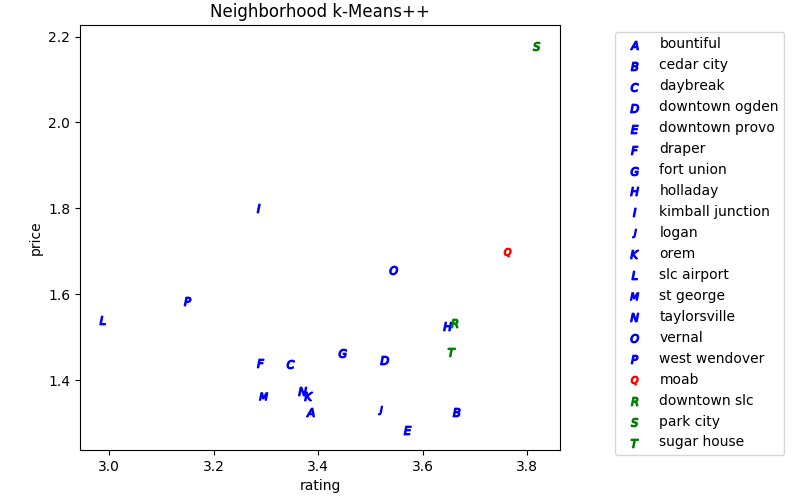 Neighborhood k-Means++
price
2.2
2.0
1.8
1.6
1.4
3.0 3.2 3.4 3.6 3.8
rating
S
I
Q
O
P
L
H R
T
G
F C D
M N K
A J B
E
A bountiful
B cedar city
C daybreak
D downtown ogden
E downtown provo
F draper
G fort union
H holladay
I kimball junction
J logan
K orem
L slc airport
M st george
N taylorsville
O vernal
P west wendover
Q moab
R downtown slc
S park city
T sugar house